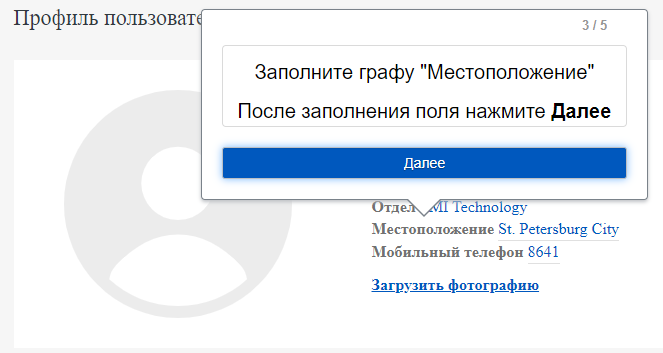 Профиль пользовате
3 / 5
Заполните графу "Местоположение"
После заполнения поля нажмите Далее
Далее
Отдел MI Technology
Местоположение St. Petersburg City
Мобильный телефон 8641
Загрузить фотографию